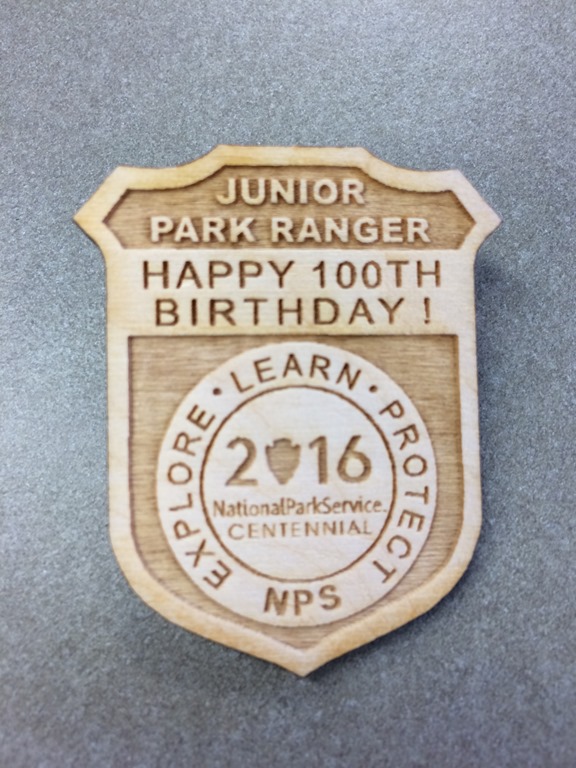 JUNIOR
PARK RANGER
HAPPY 100TH
BIRTHDAY !
EXPLORE • LEARN • PROTECT
2016
NationalParkService.
CENTENNIAL
NPS